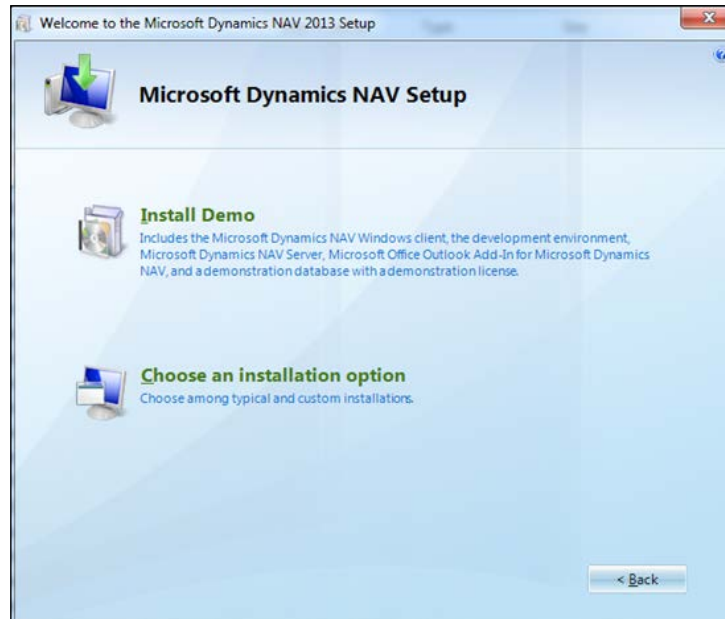 Welcome to the Microsoft Dynamics NAV 2013 Setup
Microsoft Dynamics NAV Setup
Install Demo
Includes the Microsoft Dynamics NAV Windows client, the development environment,
Microsoft Dynamics NAV Server, Microsoft Office Outlook Add-In for Microsoft Dynamics
NAV, and a demonstration database with a demonstration license.
Choose an installation option
Choose among typical and custom installations.
< Back